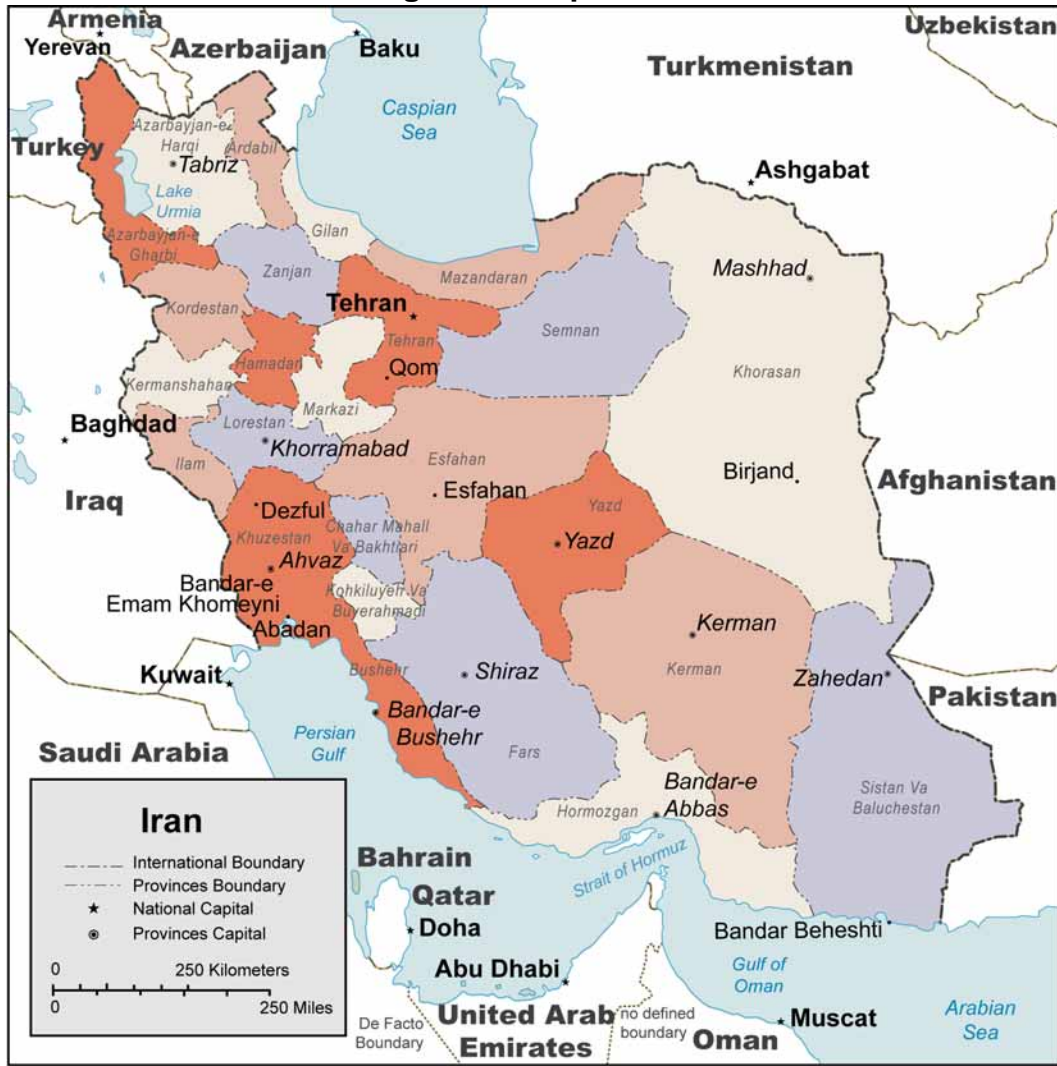 Armenia
Yerevan
Azerbaijan
Baku
Uzbekistan
Turkmenistan
Caspian
Sea
Turkey
Azarbayjan-e
Harqi
Ardabil
Tabriz
Ashgabat
Lake
Urmia
Gilan
Azarbayjan-e
Gharbi
Zanjan
Mazandaran
Mashhad
Kordestan
Tehran
Semnan
Tehran
Hamadan
Qom
Khorasan
Kermanshahan
Markazi
Baghdad
Lorestan
Khorramabad
Ilam
Esfahan
Birjand
Afghanistan
Iraq
Esfahan
Dezful
Yazd
Khuzestan
Chahar Mahall
Va Bakhtiari
Yazd
Ahvaz
Bandar-e
Emam Khomeyni
Kohkiluyeh Va
Buyerahmadi
Abadan
Kerman
Kuwait
Bushehr
Shiraz
Kerman
Zahedan
Pakistan
Bandar-e
Bushehr
Persian
Gulf
Saudi Arabia
Fars
Bandar-e
Abbas
Sistan Va
Baluchestan
Hormozgan
Iran
International Boundary
Provinces Boundary
National Capital
Provinces Capital
0 250 Kilometers
0 250 Miles
Bahrain
Qatar
Strait of Hormuz
Doha
Bandar Beheshti
Abu Dhabi
Gulf of
Oman
Arabian
Sea
De Facto
Boundary
United Arab
Emirates
no defined
boundary
Oman
Muscat